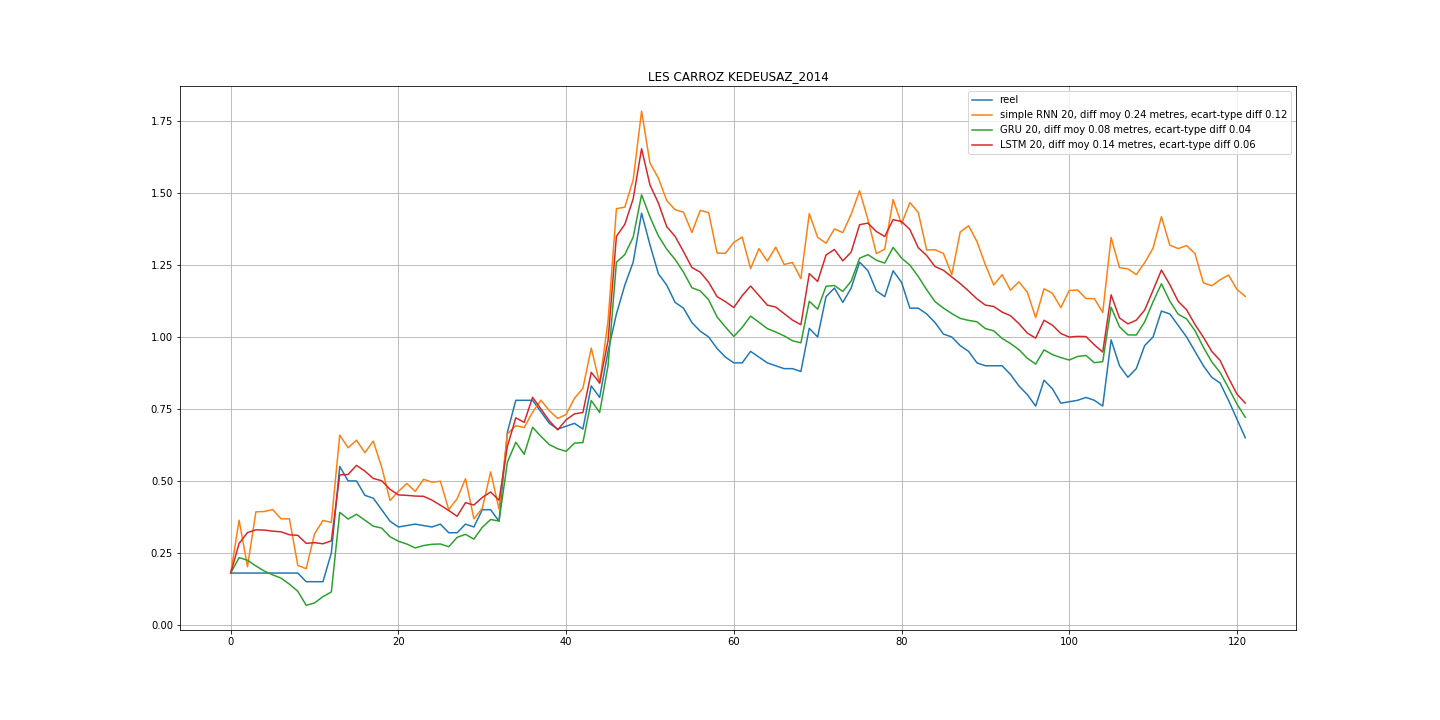 LES CARROZ KEDEUSAZ_2014
reel
simple RNN 20, diff moy 0.24 metres, ecart-type diff 0.12
GRU 20, diff moy 0.08 metres, ecart-type diff 0.04
LSTM 20, diff moy 0.14 metres, ecart-type diff 0.06
1.75
1.50
1.25
1.00
0.75
0.50
0.25
0.00
0 20 40 60 80 100 120